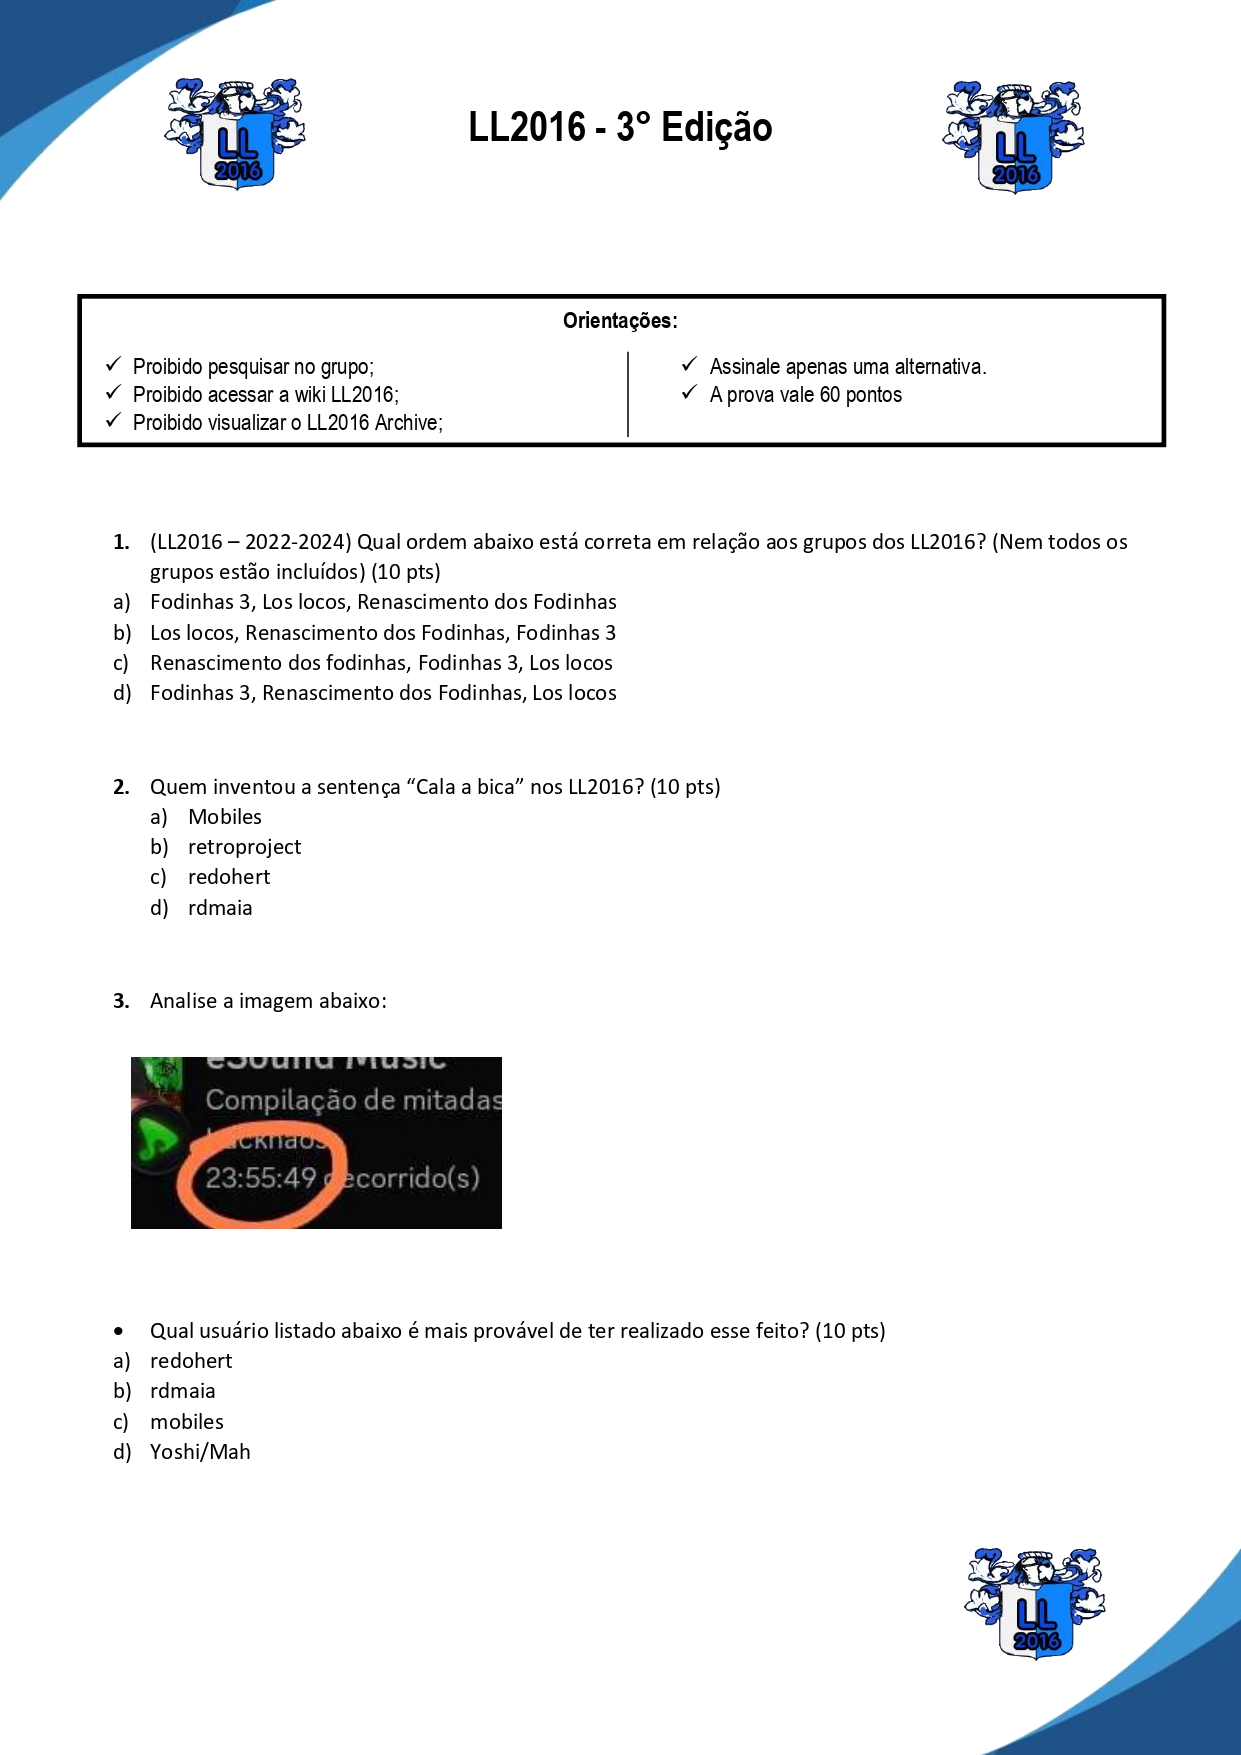 LL
2016
LL2016 - 3° Edição
LL
2016
Orientações:
✓ Proibido pesquisar no grupo;
✓ Proibido acessar a wiki LL2016;
✓ Proibido visualizar o LL2016 Archive;
✓ Assinale apenas uma alternativa.
✓ A prova vale 60 pontos
1. (LL2016 – 2022-2024) Qual ordem abaixo está correta em relação aos grupos dos LL2016? (Nem todos os
grupos estão incluídos) (10 pts)
a) Fodinhas 3, Los locos, Renascimento dos Fodinhas
b) Los locos, Renascimento dos Fodinhas, Fodinhas 3
c) Renascimento dos fodinhas, Fodinhas 3, Los locos
d) Fodinhas 3, Renascimento dos Fodinhas, Los locos
2. Quem inventou a sentença “Cala a bica” nos LL2016? (10 pts)
a) Mobiles
b) retroproject
c) redohert
d) rdmaia
3. Analise a imagem abaixo:
eSound Music
Compilação de mitadas
23:55:49 decorrido(s)
• Qual usuário listado abaixo é mais provável de ter realizado esse feito? (10 pts)
a) redohert
b) rdmaia
c) mobiles
d) Yoshi/Mah
LL
2016